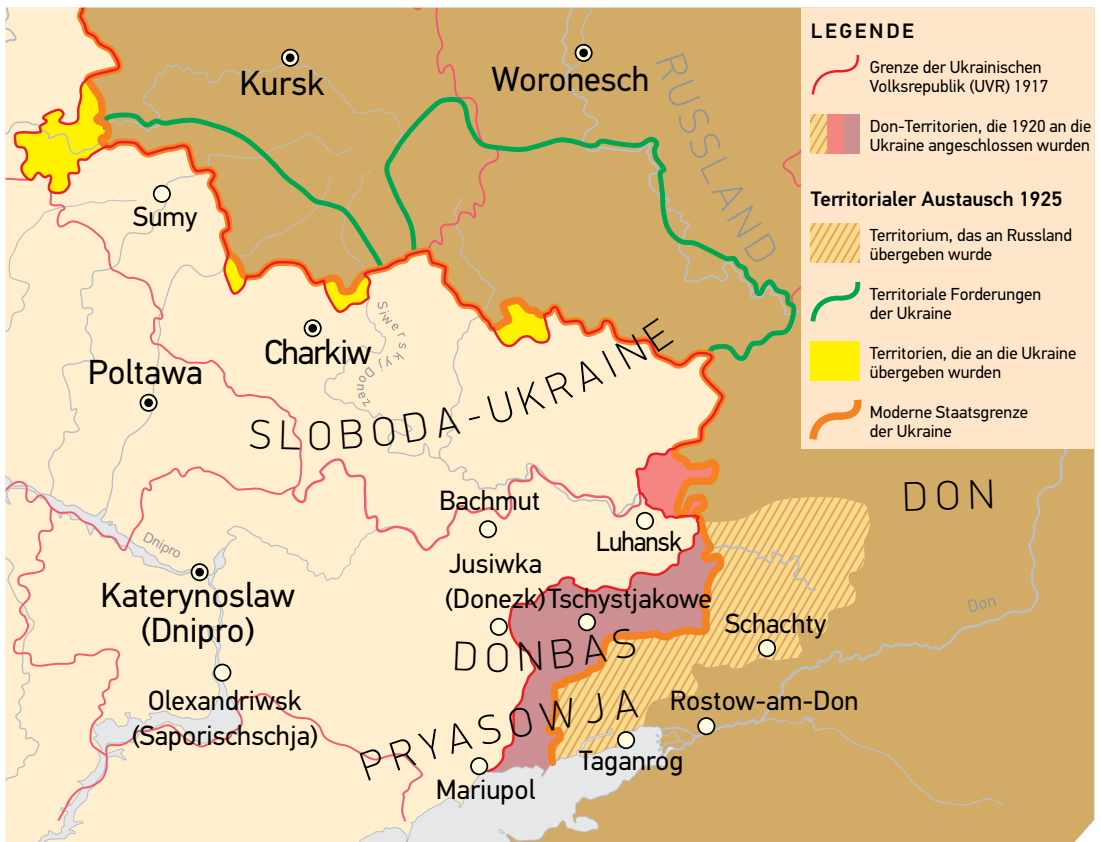 Kursk
Woronesch
RUSSLAND
Sumy
Charkiw
Siwerskyj Donez
Poltawa
SLOBODA-UKRAINE
Bachmut
Luhansk
Dnipro
Jusiwka
(Donezk)
Tschystjakowe
Katerynoslaw
(Dnipro)
DONBAS
Schachty
DON
Don
Olexandriwsk
(Saporischschja)
PRYASOWJA
Rostow-am-Don
Taganrog
Mariupol
LEGENDE
Grenze der Ukrainischen
Volksrepublik (UVR) 1917
Don-Territorien, die 1920 an die
Ukraine angeschlossen wurden
Territorialer Austausch 1925
Territorium, das an Russland
übergeben wurde
Territoriale Forderungen
der Ukraine
Territorien, die an die Ukraine
übergeben wurden
Moderne Staatsgrenze
der Ukraine